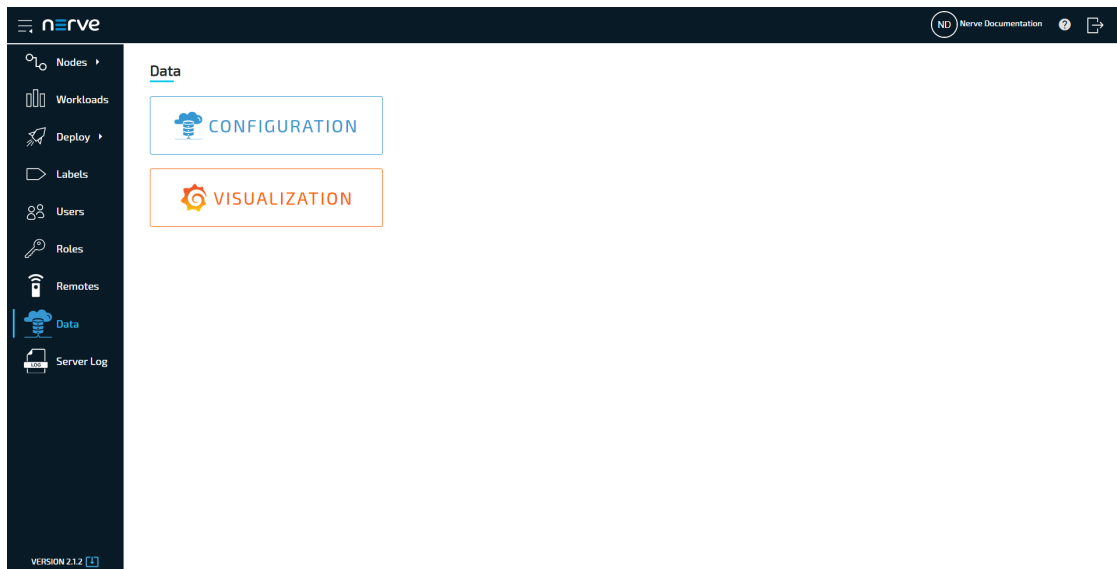 nerve
ND Nerve Documentation ?
Nodes
Workloads
Deploy
Labels
Users
Roles
Remotes
Data
LOG Server Log
VERSION 2.1.2
Data
CONFIGURATION
VISUALIZATION